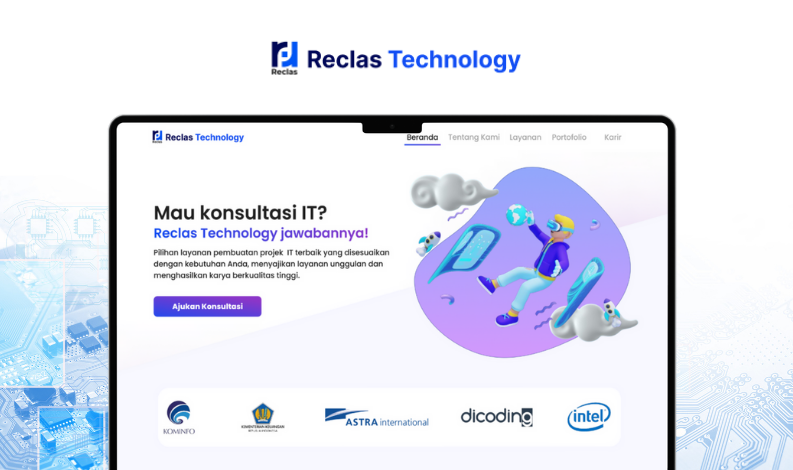 Reclas
Reclas Technology
Reclas Technology
Beranda
Tentang Kami
Layanan
Portofolio
Karir
Mau konsultasi IT?
Reclas Technology jawabannya!
Pilihan layanan pembuatan projek IT terbaik yang disesuaikan
dengan kebutuhan Anda, menyajikan layanan unggulan dan
menghasilkan karya berkualitas tinggi.
Ajukan Konsultasi
KOMINFO
KEMENTERIAN KEUANGAN
ASTRA international
dicoding
intel